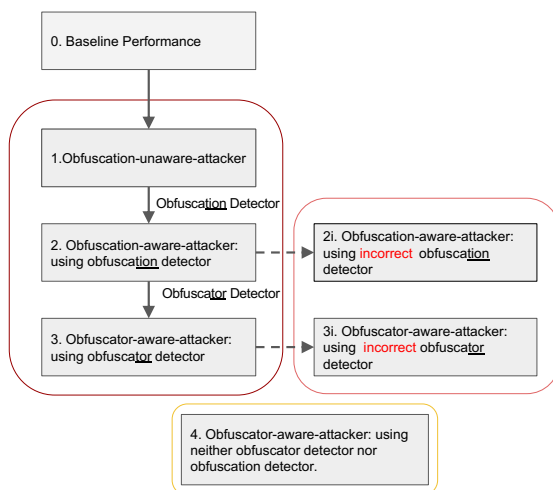 0. Baseline Performance
1.Obfuscation-unaware-attacker
Obfuscation Detector
2. Obfuscation-aware-attacker:
using obfuscation detector
2i. Obfuscation-aware-attacker:
using incorrect obfuscation
detector
Obfuscator Detector
3. Obfuscator-aware-attacker:
using obfuscator detector
3i. Obfuscator-aware-attacker:
using incorrect obfuscator
detector
4. Obfuscator-aware-attacker: using
neither obfuscator detector nor
obfuscation detector.